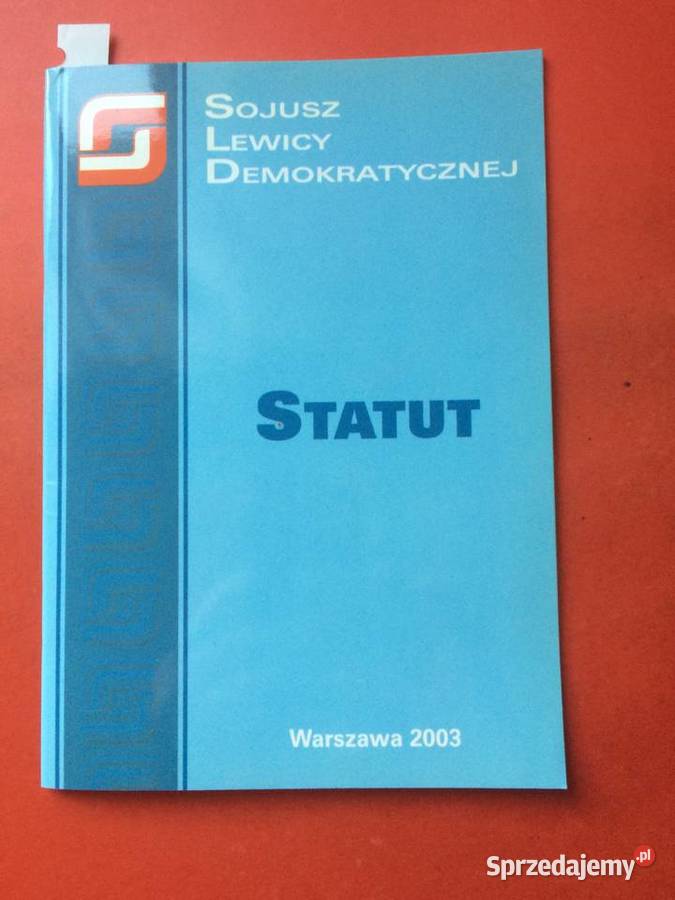 Sojusz
Lewicy
Demokratycznej
Statut
Warszawa 2003
Sprzedajemy.pl